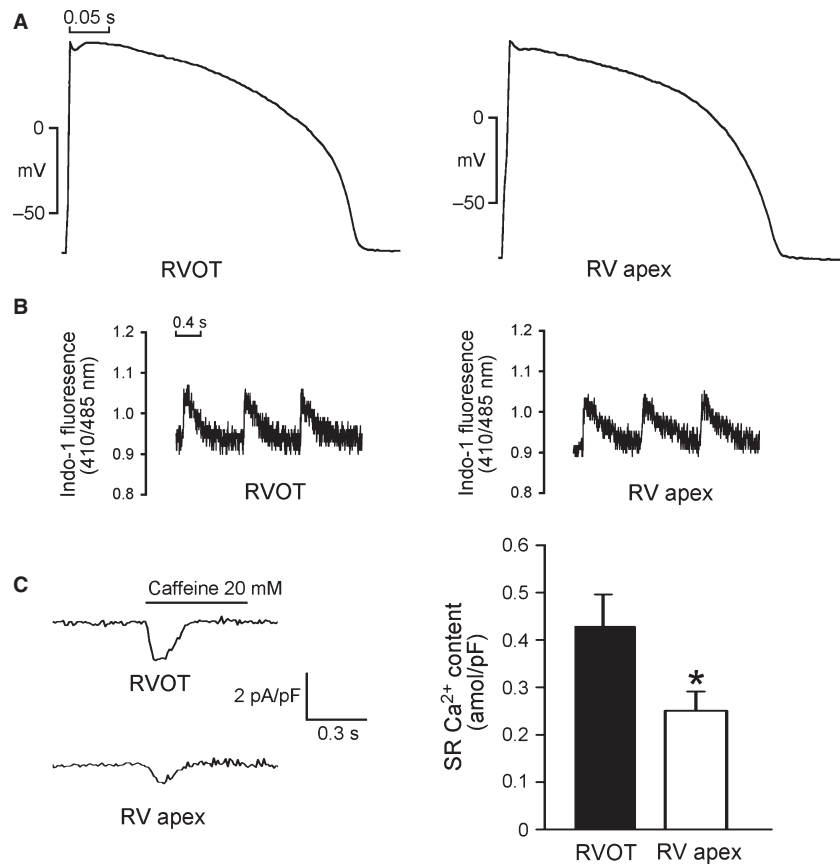 A
0.05 s
0
mV
–50
RVOT
0
mV
–50
RV apex
B
0.4 s
1.2
1.1
1.0
0.9
0.8
Indo-1 fluoresence
(410/485 nm)
RVOT
1.2
1.1
1.0
0.9
0.8
Indo-1 fluoresence
(410/485 nm)
RV apex
C
Caffeine 20 mM
RVOT
2 pA/pF
0.3 s
RV apex
0.6
0.5
0.4
0.3
0.2
0.1
0
SR Ca²⁺ content
(amol/pF)
*
RVOT
RV apex